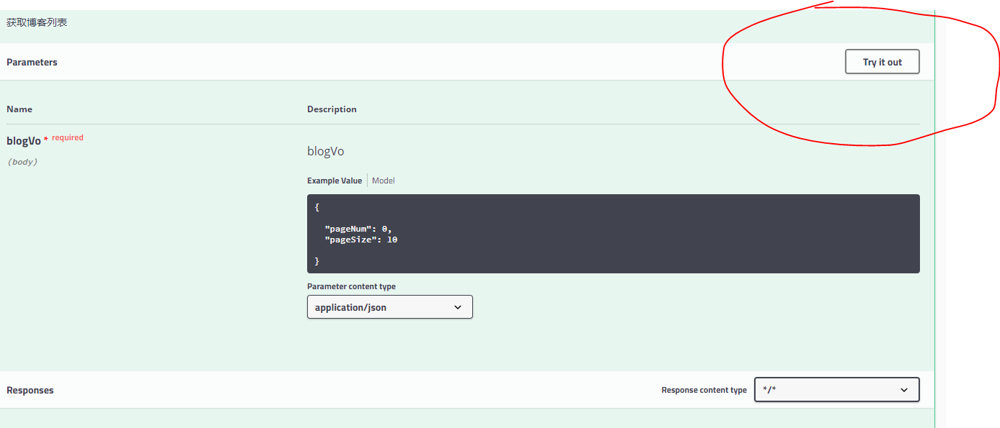 获取博客列表
Parameters
Try it out
Name
Description
blogVo * required
(body)
blogVo
Example Value
Model
{
"pageNum": 0,
"pageSize": 10
}
Parameter content type
application/json
Responses
Response content type
*/*